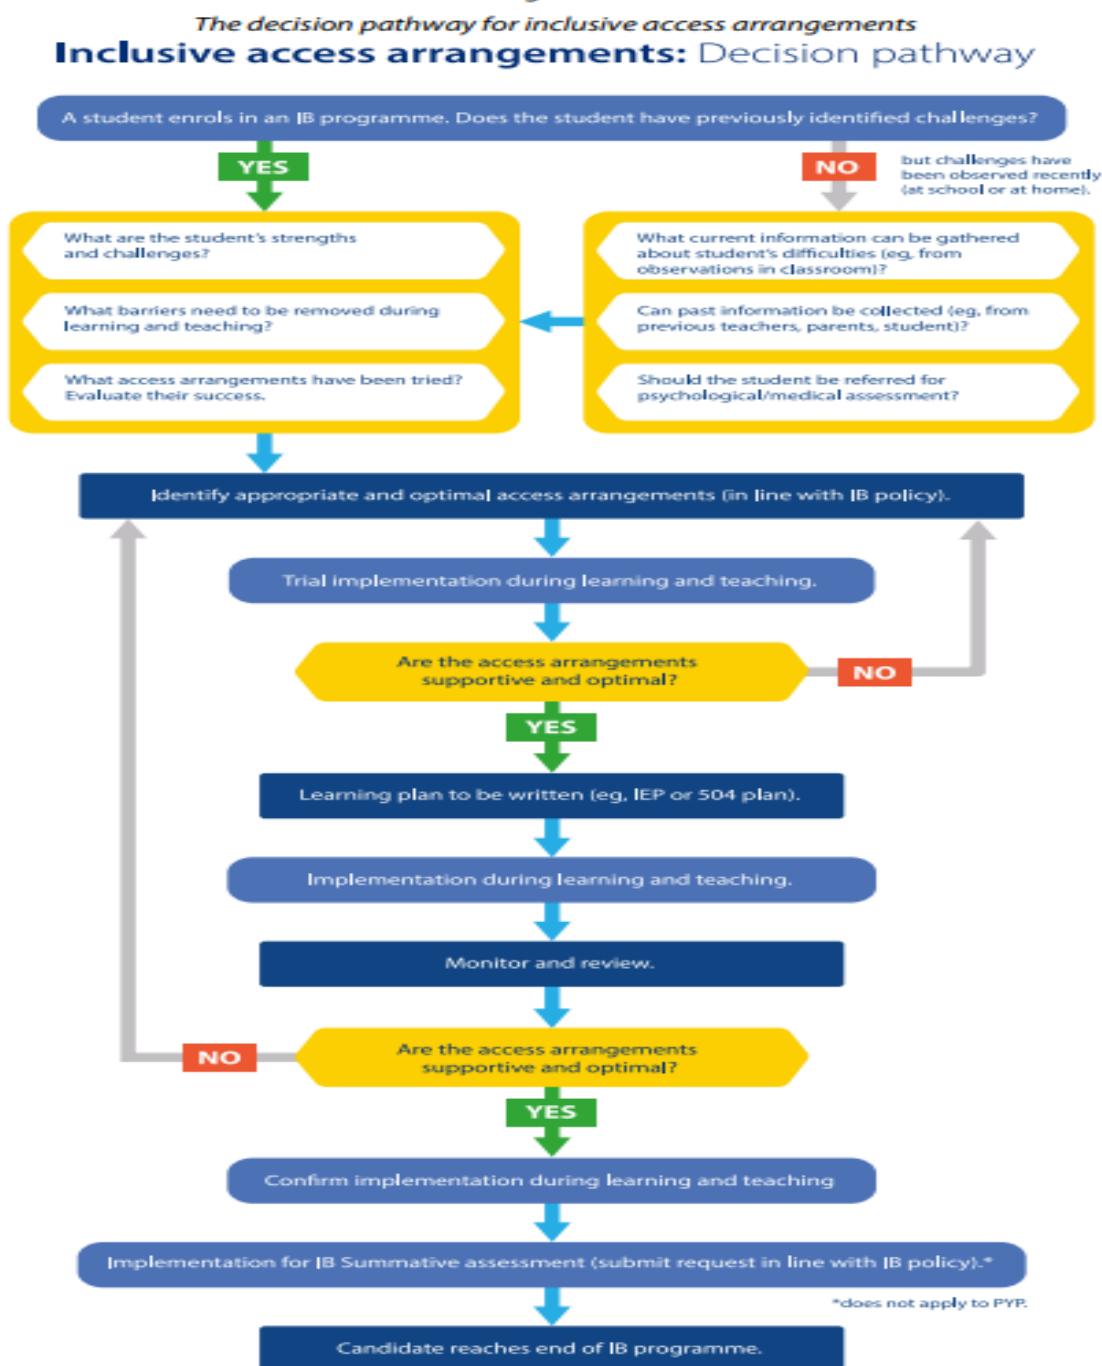 The decision pathway for inclusive access arrangements
Inclusive access arrangements: Decision pathway
A student enrols in an IB programme. Does the student have previously identified challenges?
YES
NO
but challenges have
been observed recently
(at school or at home).
What are the student's strengths
and challenges?
What barriers need to be removed during
learning and teaching?
What access arrangements have been tried?
Evaluate their success.
What current information can be gathered
about student's difficulties (eg, from
observations in classroom)?
Can past information be collected (eg, from
previous teachers, parents, student)?
Should the student be referred for
psychological/medical assessment?
Identify appropriate and optimal access arrangements (in line with IB policy).
Trial implementation during learning and teaching.
Are the access arrangements
supportive and optimal?
NO
YES
Learning plan to be written (eg, IEP or 504 plan).
Implementation during learning and teaching.
Monitor and review.
Are the access arrangements
supportive and optimal?
NO
YES
Confirm implementation during learning and teaching
Implementation for IB Summative assessment (submit request in line with IB policy).*
*does not apply to PYP.
Candidate reaches end of IB programme.